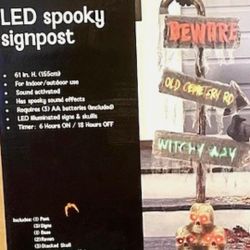 LED spooky
signpost
61 in. H. (155cm)
For indoor/outdoor use
Sound activated
Has spooky sound effects
Requires (3) AA batteries (included)
LED illuminated signs & skulls
Timer: 6 Hours ON / 18 Hours OFF
BEWARE
OLD CEMETERY RD
WITCHY WAY
Includes: (1) Post
(3) Signs
(1) Base
(2) Raven
(3) Stacked Skull